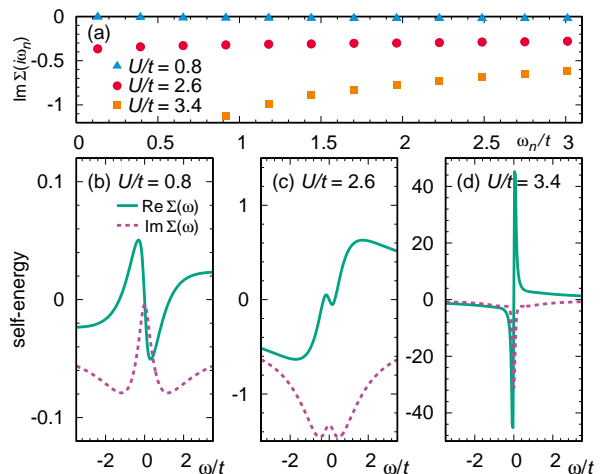 0
-0.5
-1
Im Σ(iωn)
(a)
U/t = 0.8
U/t = 2.6
U/t = 3.4
0 0.5 1 1.5 2 2.5 ωn/t 3
(b) U/t = 0.8
Re Σ(ω)
Im Σ(ω)
0.1
0
-0.1
self-energy
-2 0 2 ω/t
(c) U/t = 2.6
1
0
-1
-2 0 2 ω/t
(d) U/t = 3.4
40
20
0
-20
-40
-2 0 2 ω/t